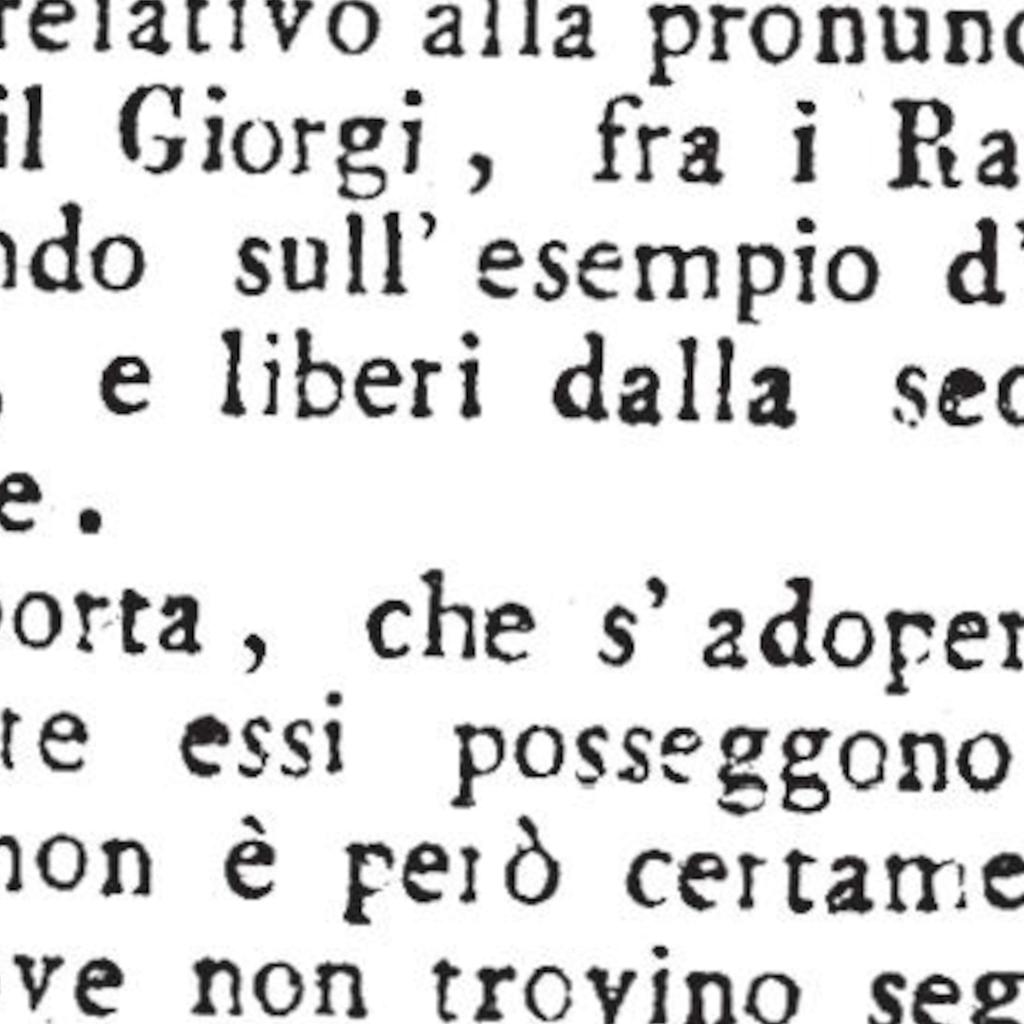 relativo alla pronunc
il Giorgi, fra i Ra
ndo sull' esempio d'
, e liberi dalla sec
e.
porta, che s' adoper
te essi posseggono
non è però certame
ve non trovino seg